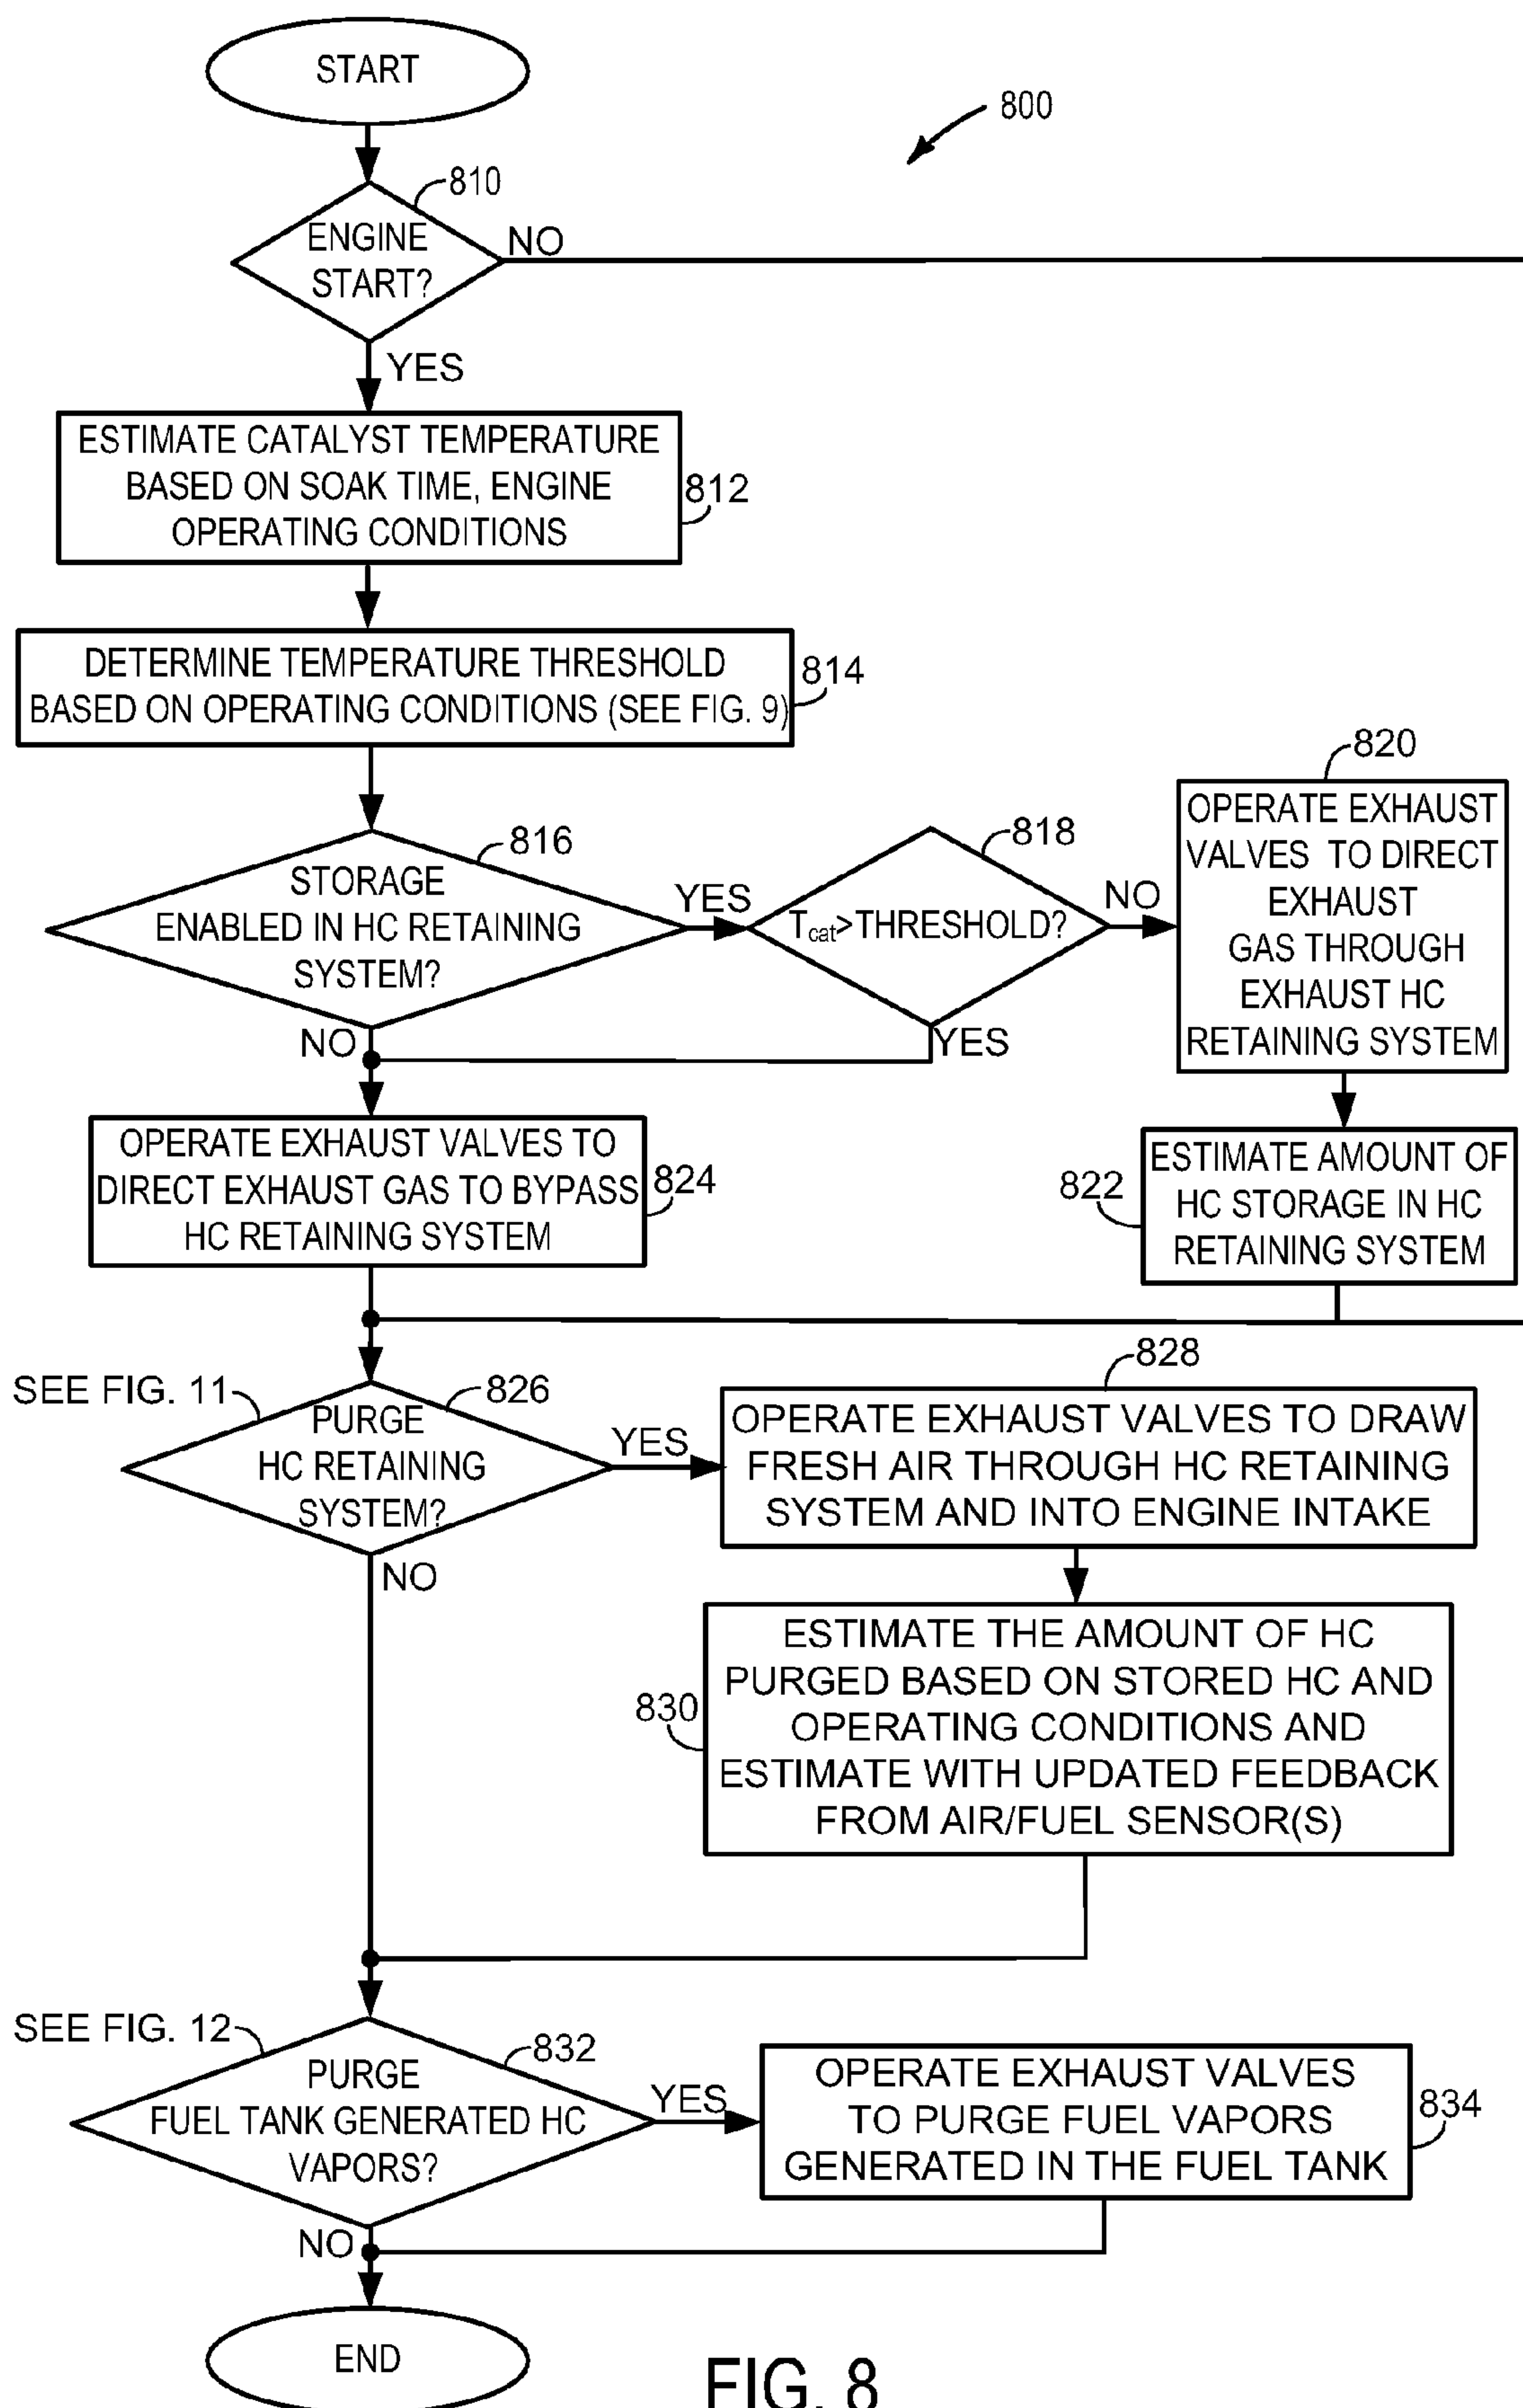 START
800
810
ENGINE
START?
NO
YES
ESTIMATE CATALYST TEMPERATURE
BASED ON SOAK TIME, ENGINE
OPERATING CONDITIONS
812
DETERMINE TEMPERATURE THRESHOLD
BASED ON OPERATING CONDITIONS (SEE FIG. 9)
814
816
STORAGE
ENABLED IN HC RETAINING
SYSTEM?
YES
NO
818
Tcat>THRESHOLD?
NO
YES
820
OPERATE EXHAUST
VALVES TO DIRECT
EXHAUST
GAS THROUGH
EXHAUST HC
RETAINING SYSTEM
822
ESTIMATE AMOUNT OF
HC STORAGE IN HC
RETAINING SYSTEM
OPERATE EXHAUST VALVES TO
DIRECT EXHAUST GAS TO BYPASS
HC RETAINING SYSTEM
824
SEE FIG. 11
826
PURGE
HC RETAINING
SYSTEM?
YES
NO
828
OPERATE EXHAUST VALVES TO DRAW
FRESH AIR THROUGH HC RETAINING
SYSTEM AND INTO ENGINE INTAKE
830
ESTIMATE THE AMOUNT OF HC
PURGED BASED ON STORED HC AND
OPERATING CONDITIONS AND
ESTIMATE WITH UPDATED FEEDBACK
FROM AIR/FUEL SENSOR(S)
SEE FIG. 12
832
PURGE
FUEL TANK GENERATED HC
VAPORS?
YES
NO
OPERATE EXHAUST VALVES
TO PURGE FUEL VAPORS
GENERATED IN THE FUEL TANK
834
END
FIG. 8